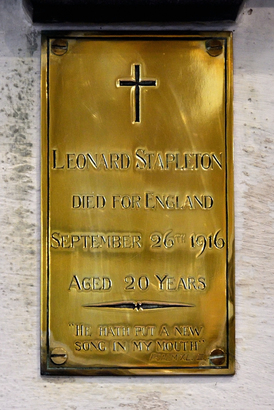 LEONARD STAPLETON
DIED FOR ENGLAND
SEPTEMBER 26TH 1916
AGED 20 YEARS
"HE HATH PUT A NEW
SONG IN MY MOUTH"